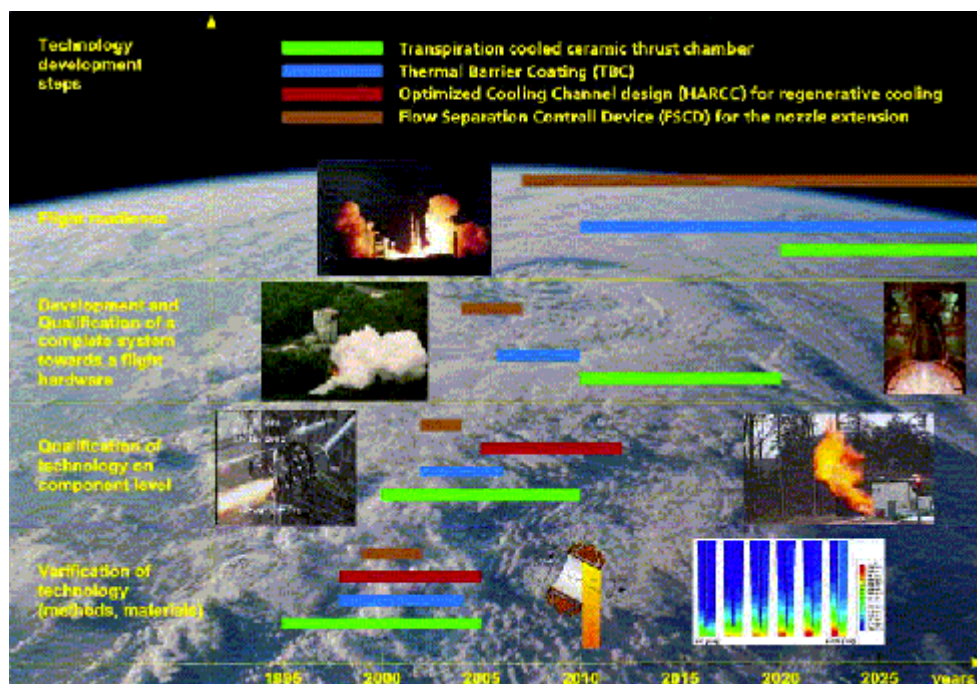 Technology
development
steps
Transpiration cooled ceramic thrust chamber
Thermal Barrier Coating (TBC)
Optimized Cooling Channel design (HARCC) for regenerative cooling
Flow Separation Controll Device (FSCD) for the nozzle extension
Flight readiness
Development and
Qualification of a
complete system
towards a flight
hardware
Qualification of
technology on
component level
Verification of
technology
(methods, materials)
1995 2000 2005 2010 2015 2020 2025 years